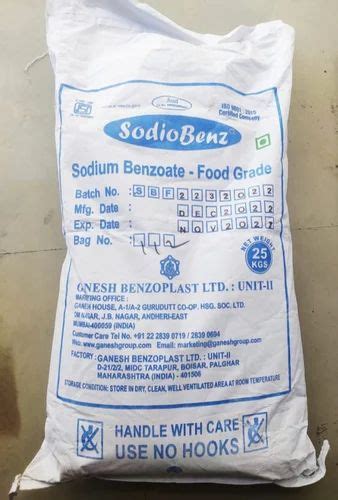 ISO 9001 : 2015
Certified Company
SodioBenz
Sodium Benzoate - Food Grade
Batch No. : SBF2232022
Mfg. Date : DEC2022
Exp. Date : NOV2027
Bag No. :
NET WEIGHT
25
KGS
GANESH BENZOPLAST LTD. : UNIT-II
MARKETING OFFICE :
GANESH HOUSE, A-1/A-2 GURUDUTT CO-OP. HSG. SOC. LTD.
OM NAGAR, J.B. NAGAR, ANDHERI-EAST
MUMBAI-400059 (INDIA)
Customer Care Tel No. +91 22 2839 0719 / 2839 0694
www.ganeshgroup.com Email: marketing@ganeshgroup.com
FACTORY : GANESH BENZOPLAST LTD. : UNIT-II
D-21/2/2, MIDC TARAPUR, BOISAR, PALGHAR
MAHARASHTRA (INDIA) - 401506
STORAGE CONDITION: STORE IN DRY, CLEAN, WELL VENTILATED AREA AT ROOM TEMPERATURE
HANDLE WITH CARE
USE NO HOOKS